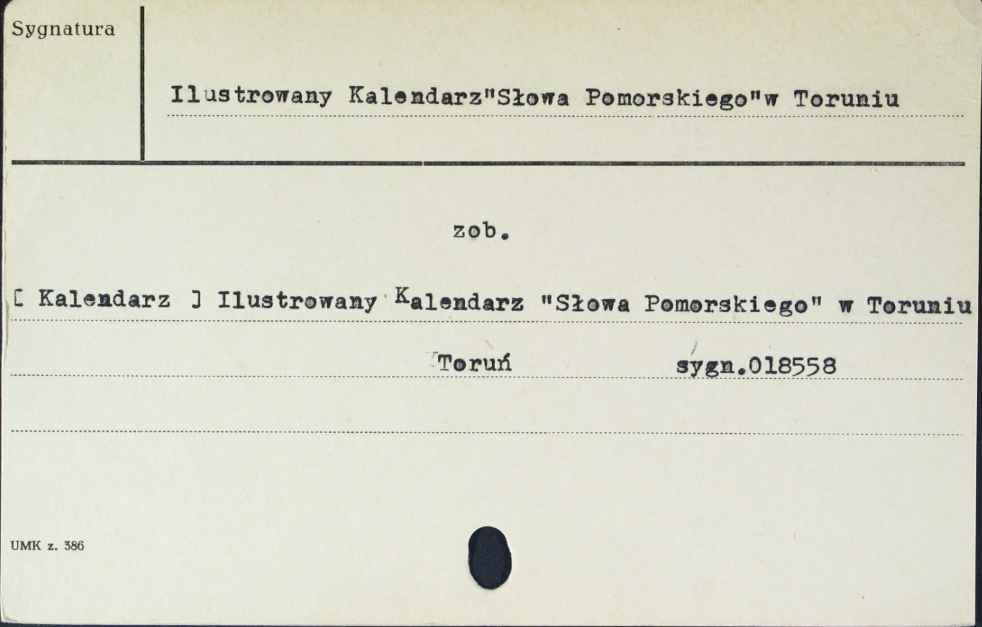 Sygnatura
Ilustrowany Kalendarz"Słowa Pomorskiego"w Toruniu
zob.
[ Kalendarz ] Ilustrowany Kalendarz "Słowa Pomorskiego" w Toruniu
Toruń sygn.018558
UMK z. 386